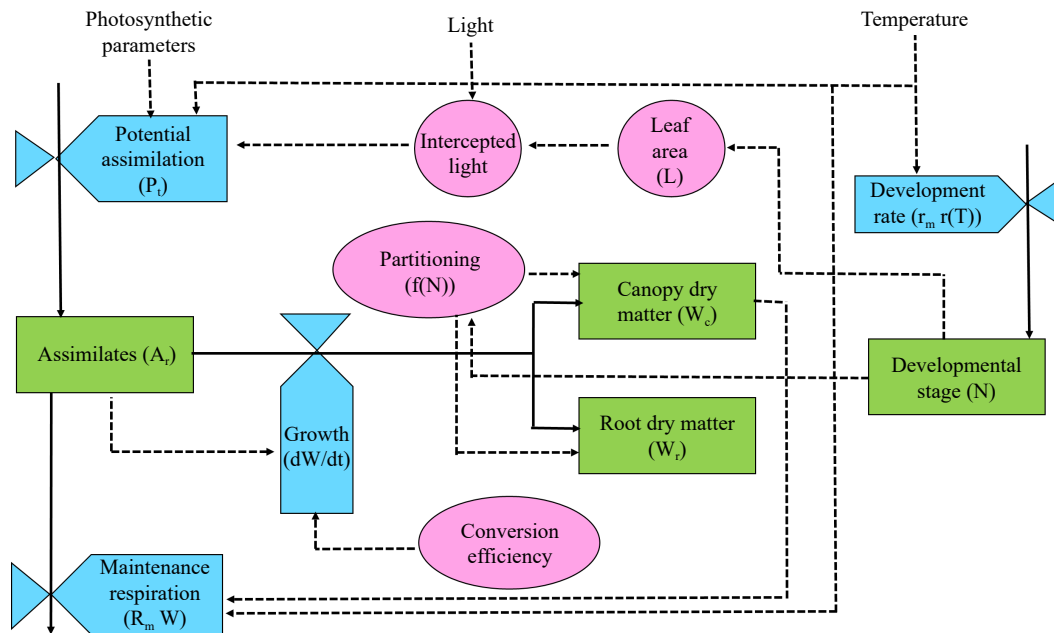 Photosynthetic
parameters
Light
Temperature
Potential
assimilation
(Pₜ)
Intercepted
light
Leaf
area
(L)
Development
rate (rₘ r(T))
Partitioning
(f(N))
Canopy dry
matter (W꜀)
Assimilates (Aᵣ)
Developmental
stage (N)
Growth
(dW/dt)
Root dry matter
(Wᵣ)
Conversion
efficiency
Maintenance
respiration
(Rₘ W)